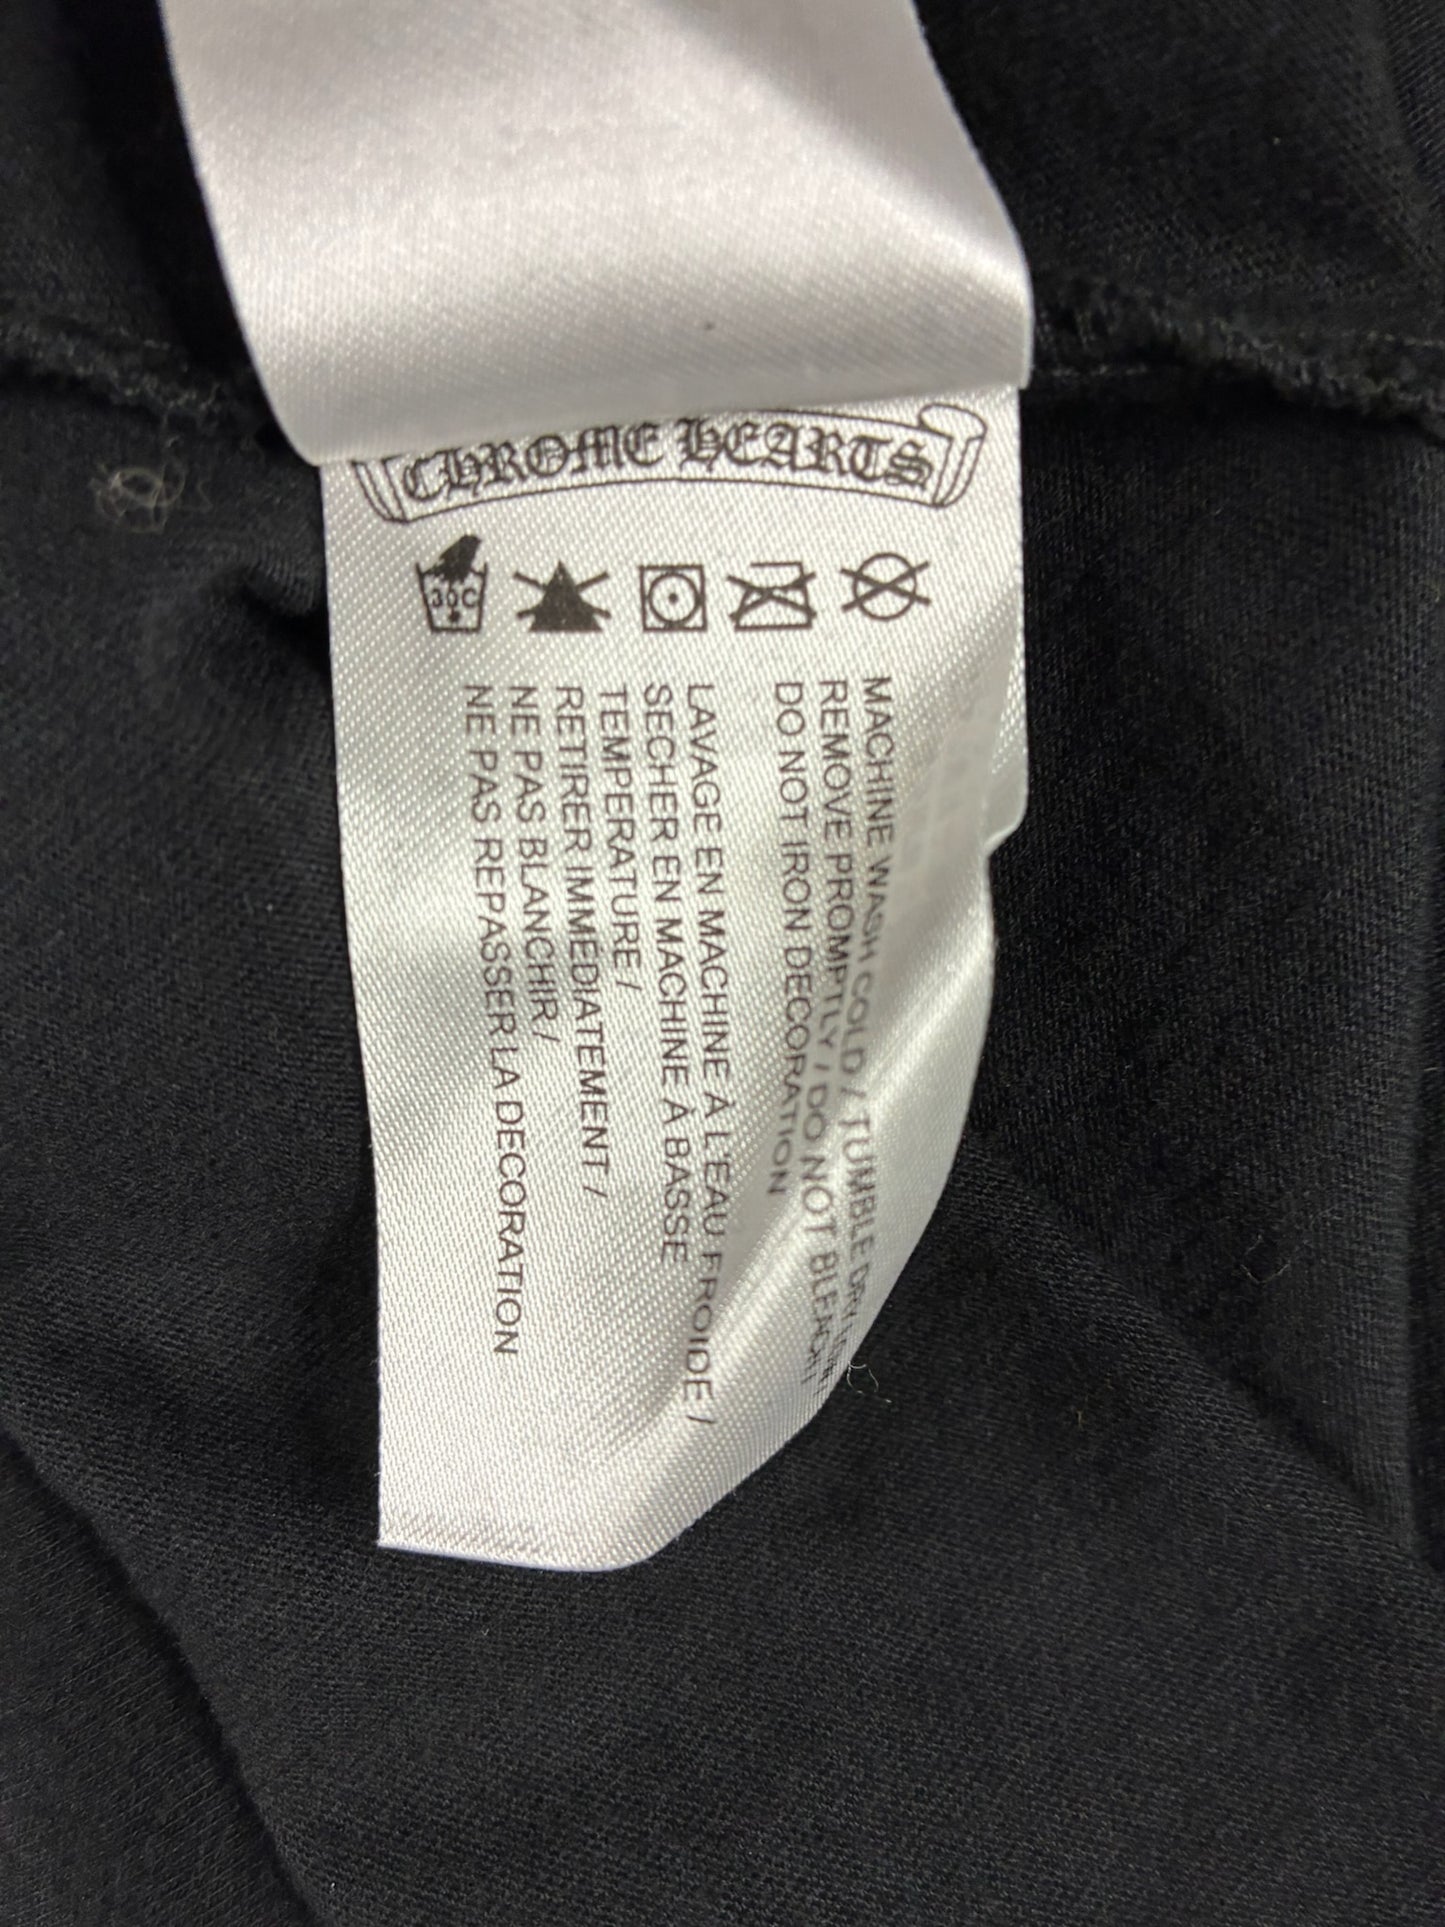 CHROME HEARTS
30C
MACHINE WASH COLD / TUMBLE DRY
REMOVE PROMPTLY / DO NOT BLEACH /
DO NOT IRON DECORATION
LAVAGE EN MACHINE À L'EAU FROIDE /
SECHER EN MACHINE À BASSE
TEMPERATURE /
RETIRER IMMEDIATEMENT /
NE PAS BLANCHIR/
NE PAS REPASSER LA DECORATION